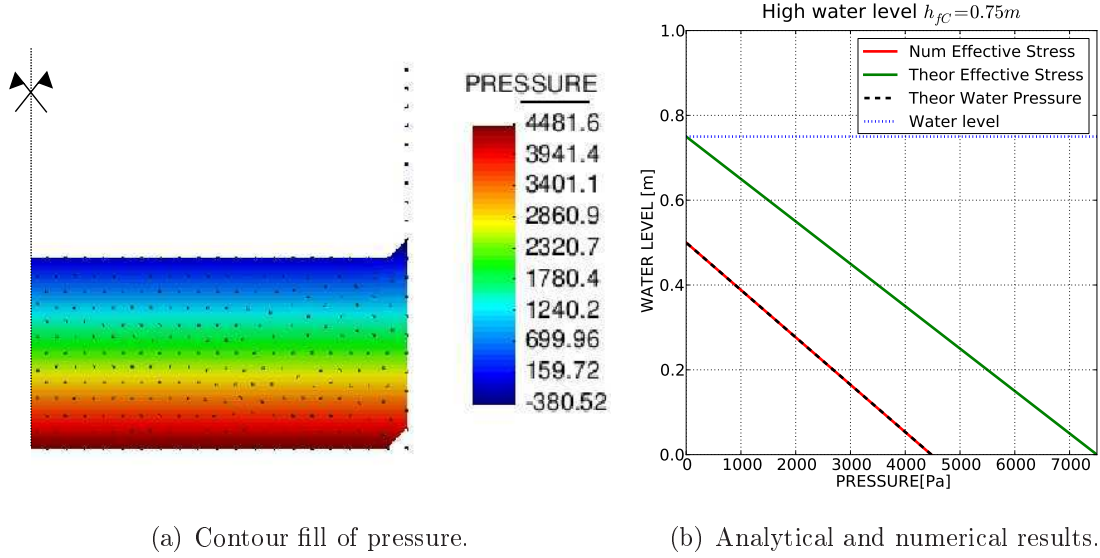 PRESSURE
4481.6
3941.4
3401.1
2860.9
2320.7
1780.4
1240.2
699.96
159.72
-380.52
(a) Contour fill of pressure.
High water level h_{fC}=0.75m
Num Effective Stress
Theor Effective Stress
Theor Water Pressure
Water level
WATER LEVEL [m]
1.0
0.8
0.6
0.4
0.2
0.0
0 1000 2000 3000 4000 5000 6000 7000
PRESSURE[Pa]
(b) Analytical and numerical results.